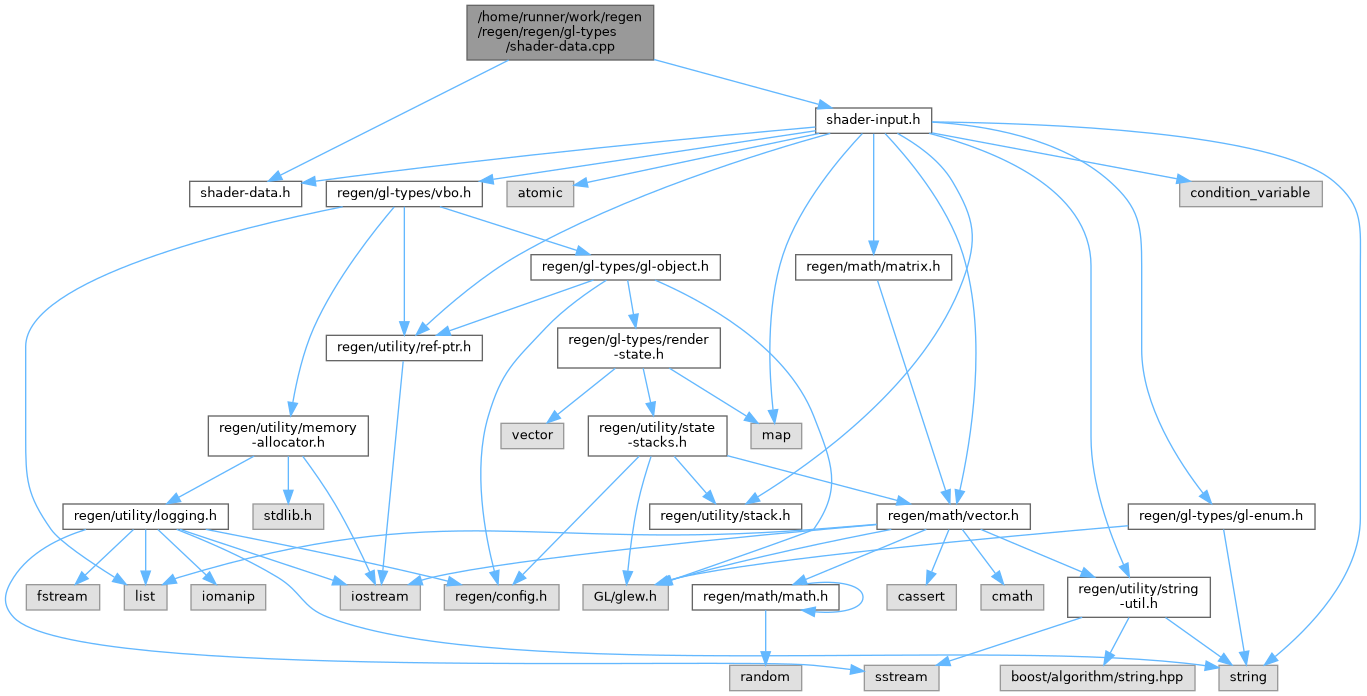 /home/runner/work/regen
/regen/regen/gl-types
/shader-data.cpp
shader-input.h
shader-data.h
regen/gl-types/vbo.h
atomic
condition_variable
regen/gl-types/gl-object.h
regen/math/matrix.h
regen/utility/ref-ptr.h
regen/gl-types/render
-state.h
regen/utility/memory
-allocator.h
vector
regen/utility/state
-stacks.h
map
regen/utility/logging.h
stdlib.h
regen/utility/stack.h
regen/math/vector.h
regen/gl-types/gl-enum.h
fstream
list
iomanip
iostream
regen/config.h
GL/glew.h
regen/math/math.h
cassert
cmath
regen/utility/string
-util.h
random
sstream
boost/algorithm/string.hpp
string